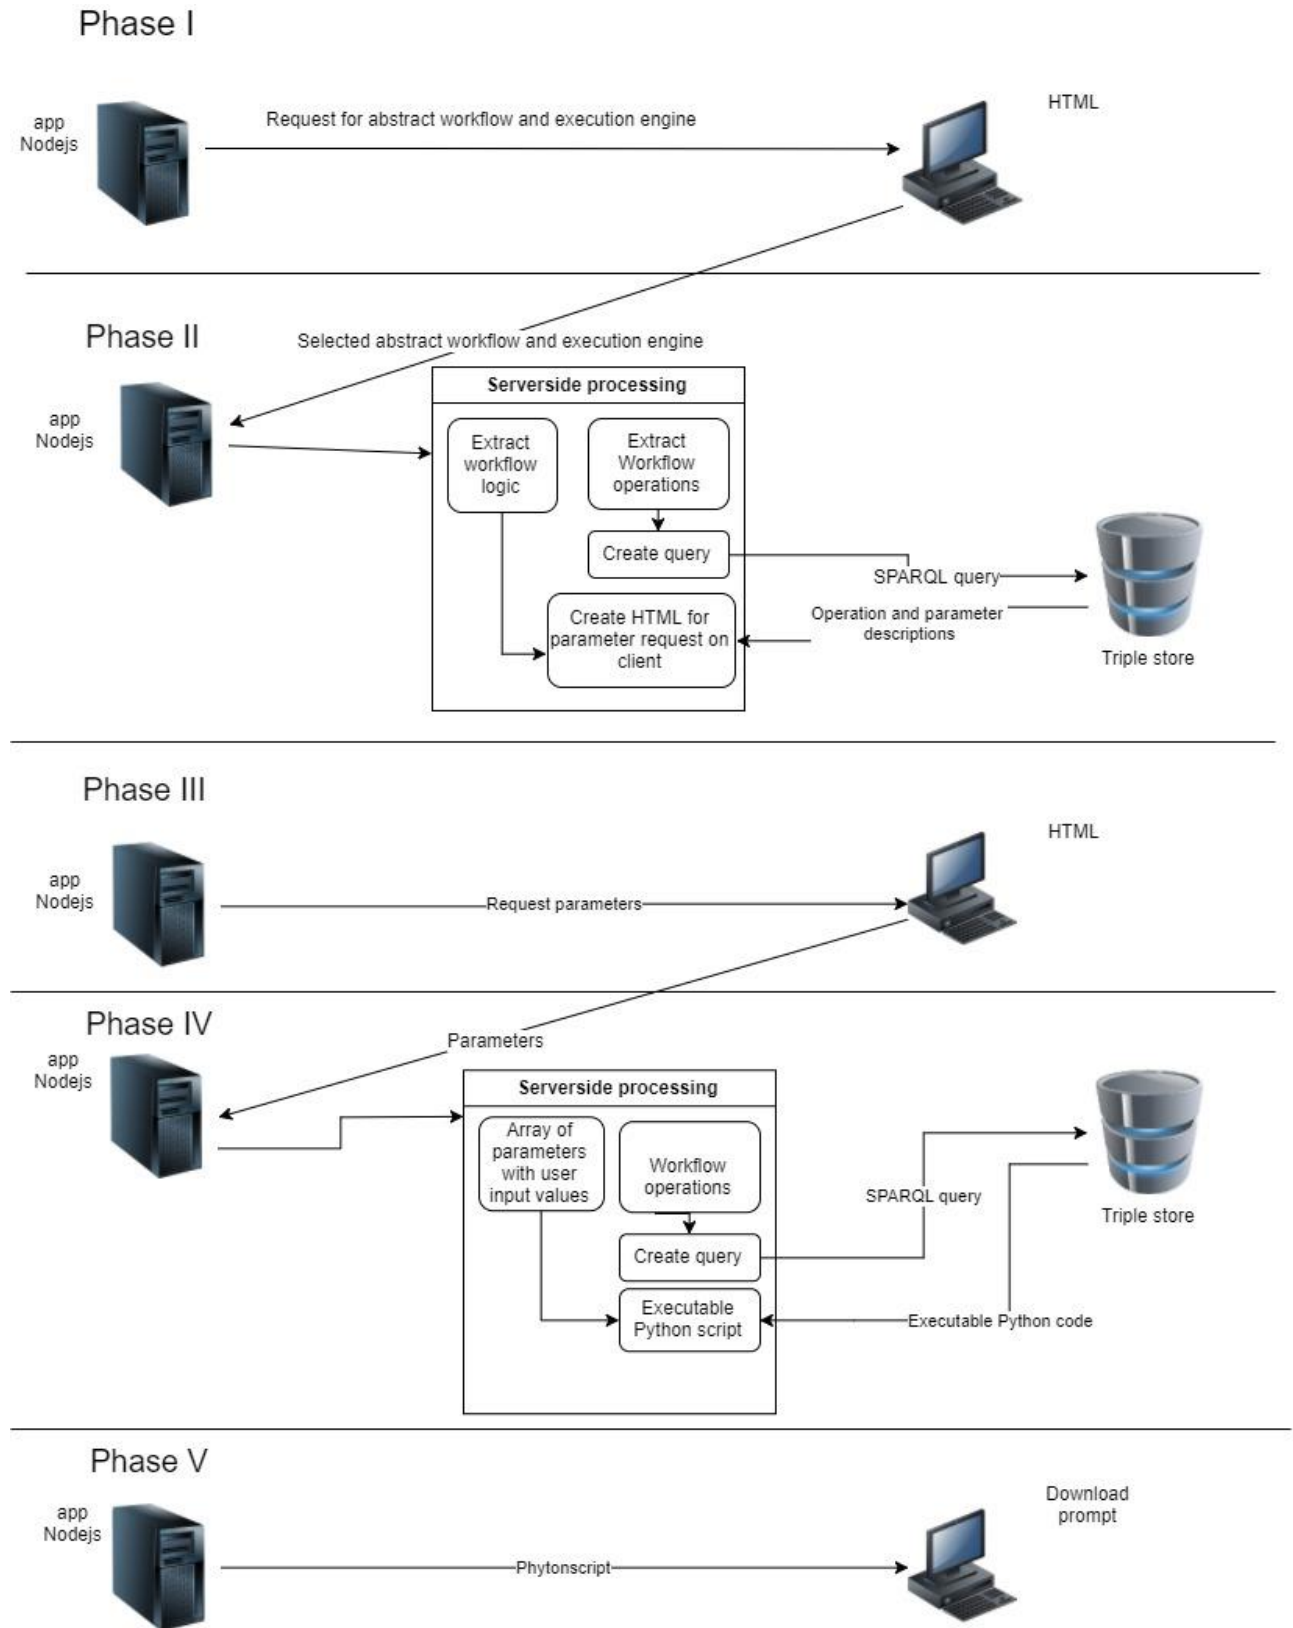 Phase I
app
Nodejs
Request for abstract workflow and execution engine
HTML
Phase II
Selected abstract workflow and execution engine
app
Nodejs
Serverside processing
Extract
workflow
logic
Extract
Workflow
operations
Create query
SPARQL query
Create HTML for
parameter request on
client
Operation and parameter
descriptions
Triple store
Phase III
app
Nodejs
Request parameters
HTML
Phase IV
app
Nodejs
Parameters
Serverside processing
Array of
parameters
with user
input values
Workflow
operations
Create query
SPARQL query
Triple store
Executable
Python script
Executable Python code
Phase V
app
Nodejs
Phytonscript
Download
prompt